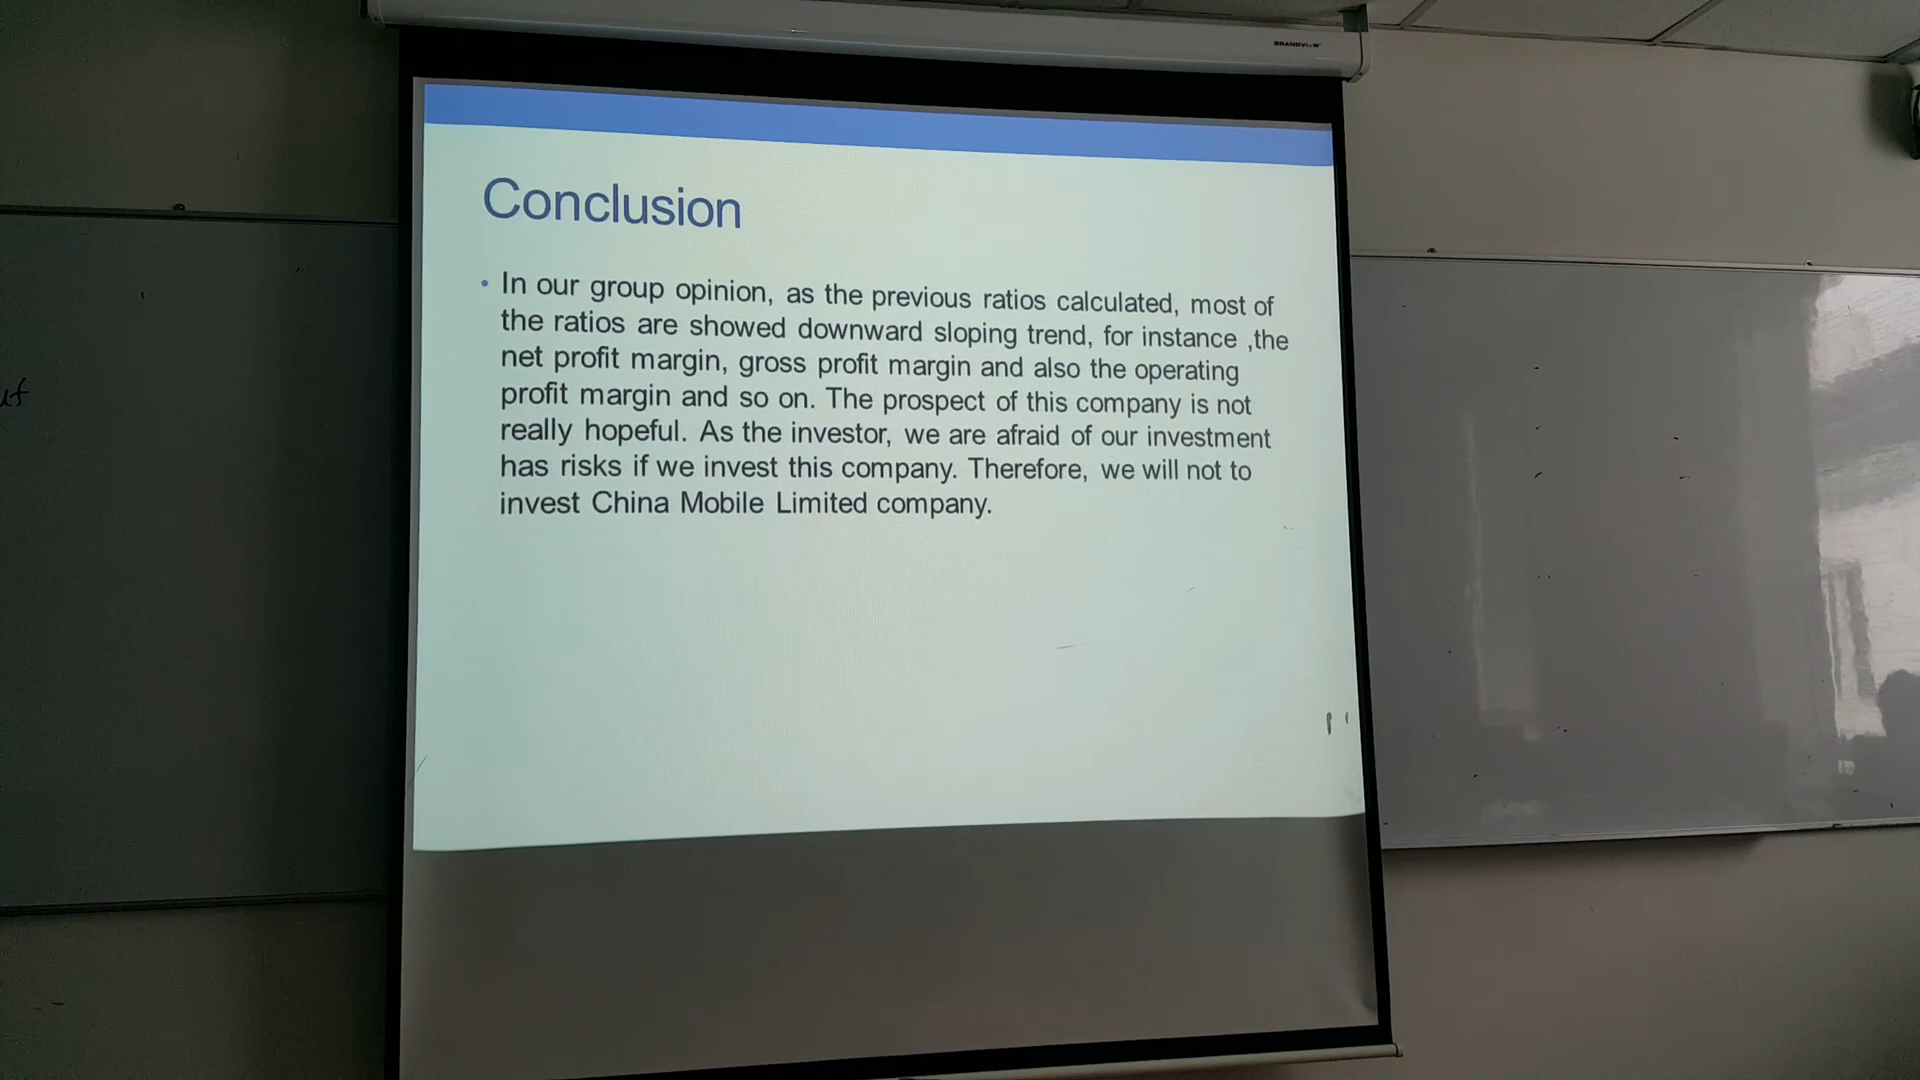 GRANDVIEW
Conclusion
• In our group opinion, as the previous ratios calculated, most of
the ratios are showed downward sloping trend, for instance ,the
net profit margin, gross profit margin and also the operating
profit margin and so on. The prospect of this company is not
really hopeful. As the investor, we are afraid of our investment
has risks if we invest this company. Therefore, we will not to
invest China Mobile Limited company.